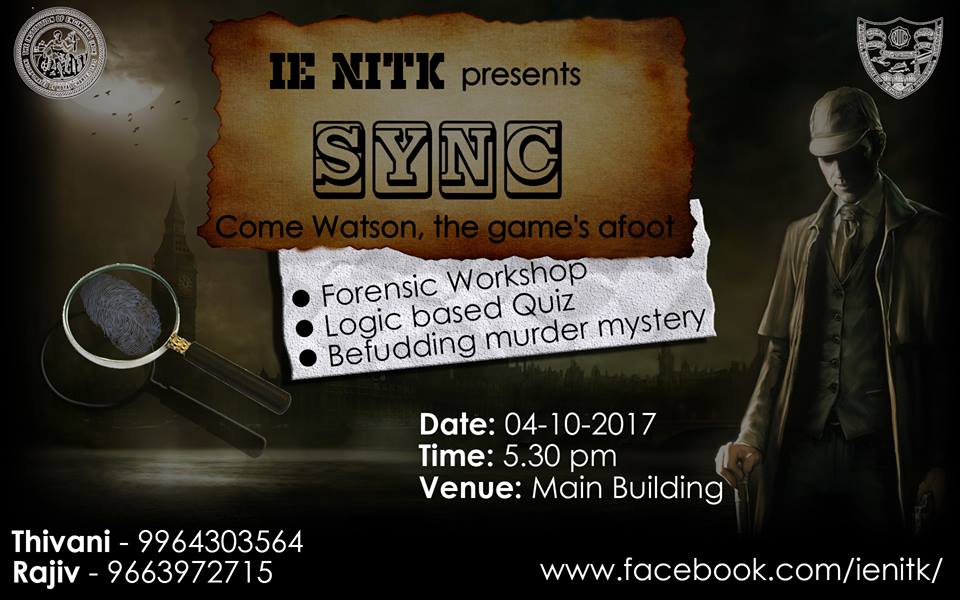 IE NITK presents
SYNC
Come Watson, the game's afoot
● Forensic Workshop
● Logic based Quiz
● Befudding murder mystery
Date: 04-10-2017
Time: 5.30 pm
Venue: Main Building
Thivani - 9964303564
Rajiv - 9663972715
www.facebook.com/ienitk/